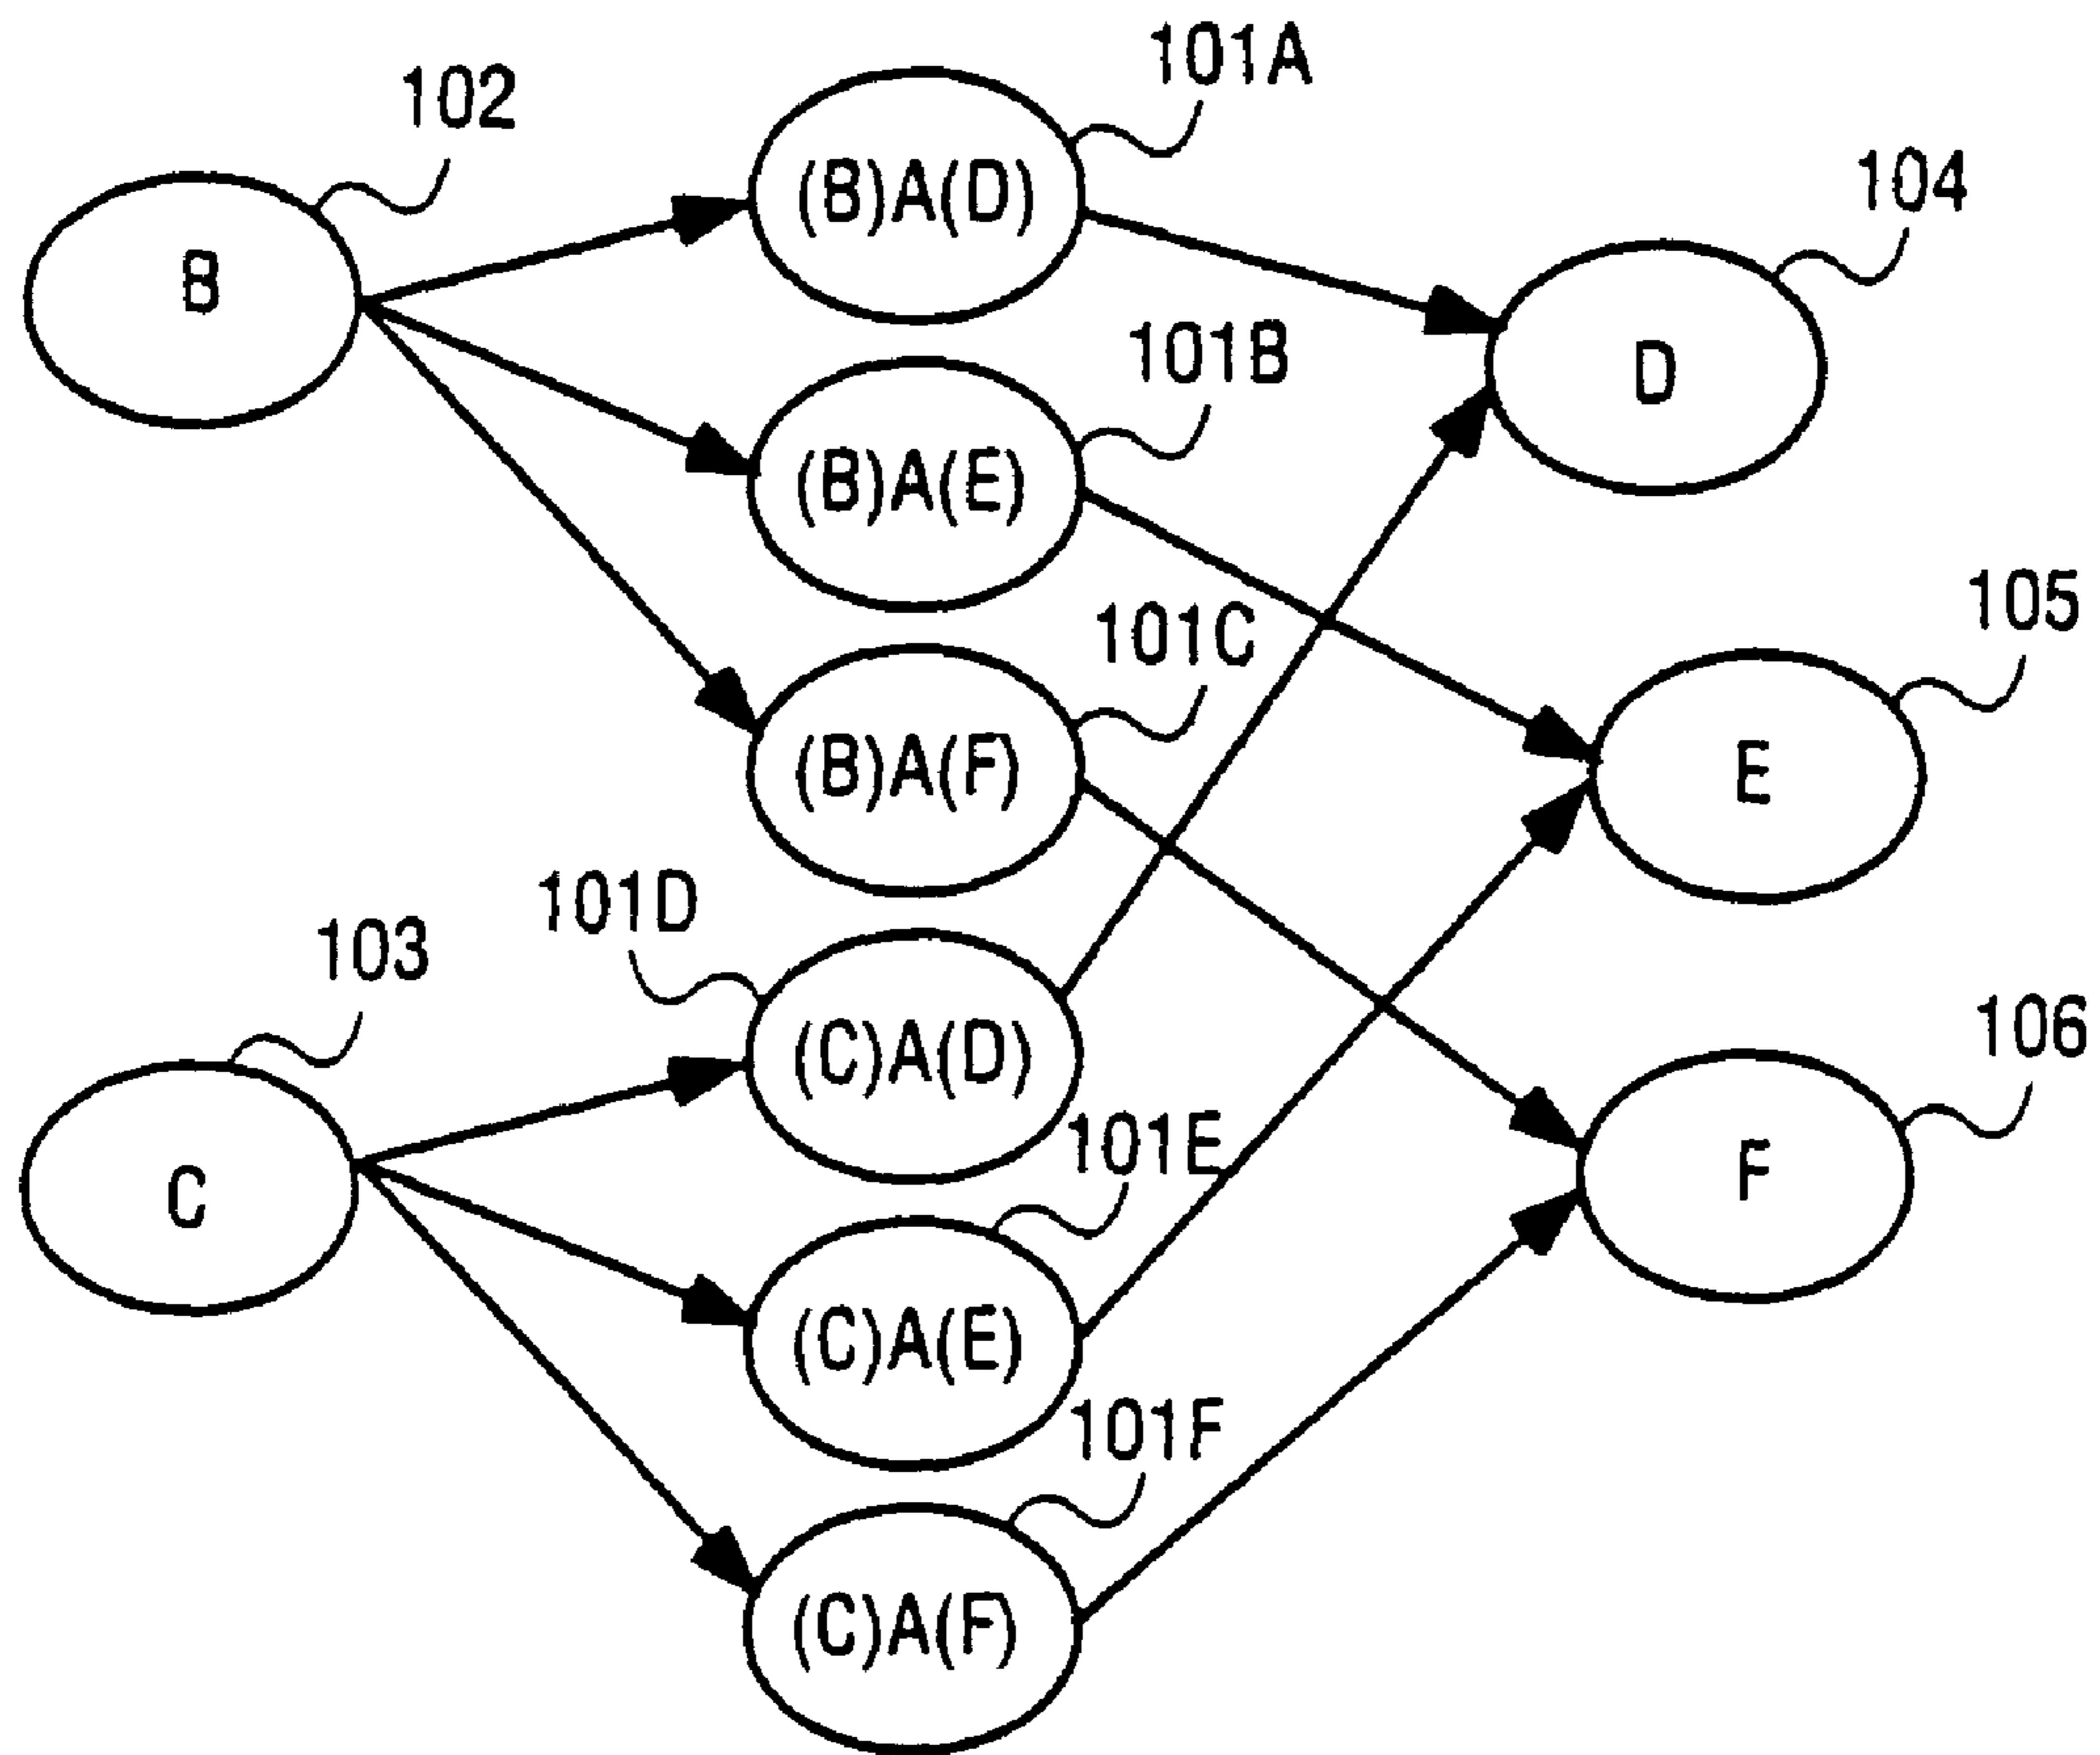 101A
102
(B)A(D)
104
B
101B
D
(B)A(E)
105
101C
(B)A(F)
E
101D
103
106
(C)A(D)
101E
C
F
(C)A(E)
101F
(C)A(F)